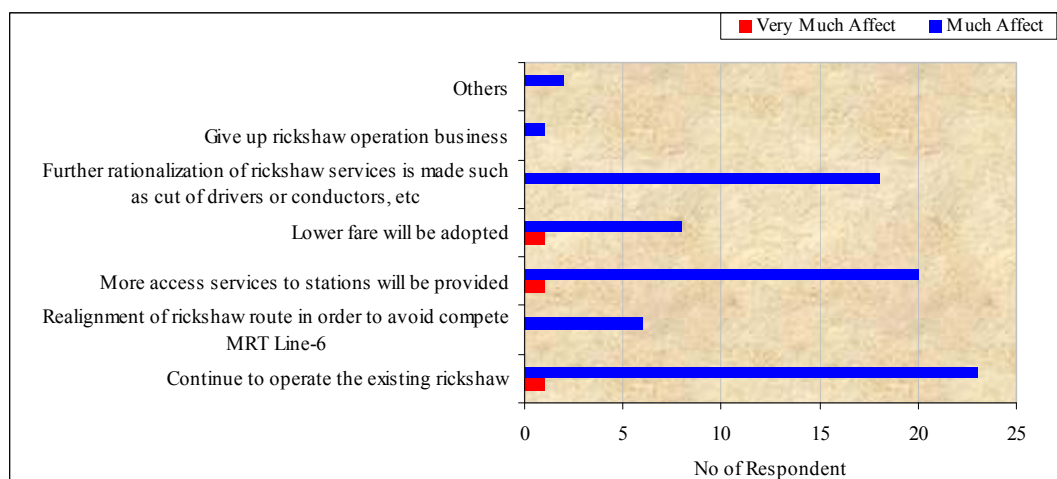 Very Much Affect Much Affect
Others
Give up rickshaw operation business
Further rationalization of rickshaw services is made such
as cut of drivers or conductors, etc
Lower fare will be adopted
More access services to stations will be provided
Realignment of rickshaw route in order to avoid compete
MRT Line-6
Continue to operate the existing rickshaw
0 5 10 15 20 25
No of Respondent